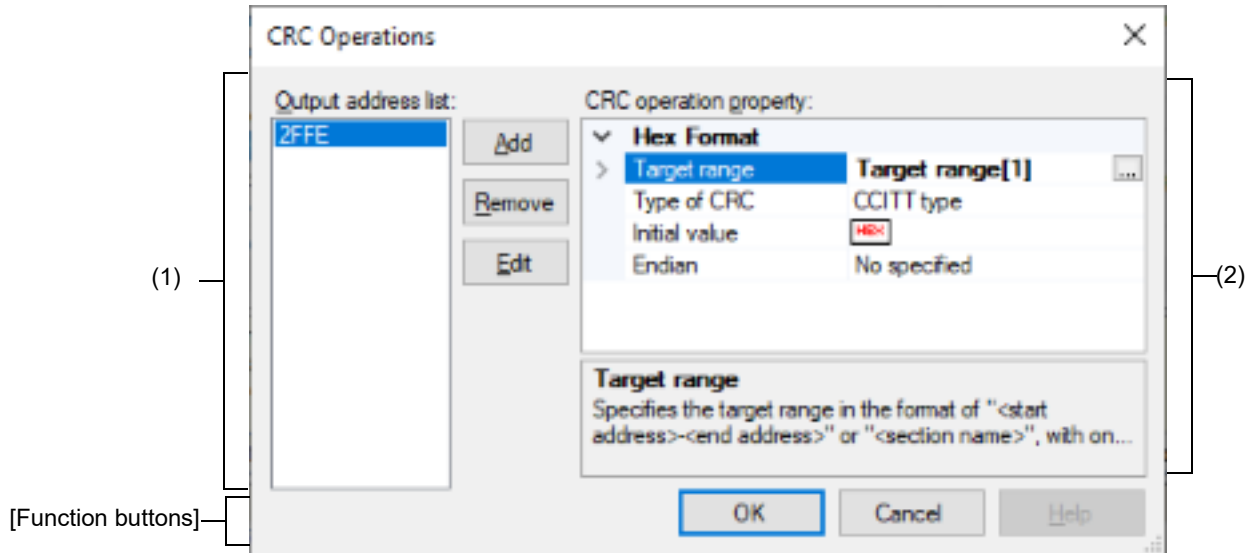 CRC Operations
Output address list:
CRC operation property:
2FFE
Add
Remove
Edit
Hex Format
Target range Target range[1] ...
Type of CRC CCITT type
Initial value HEX
Endian No specified
Target range
Specifies the target range in the format of "<start
address>-<end address>" or "<section name>", with on...
OK
Cancel
Help
(1)
(2)
[Function buttons]